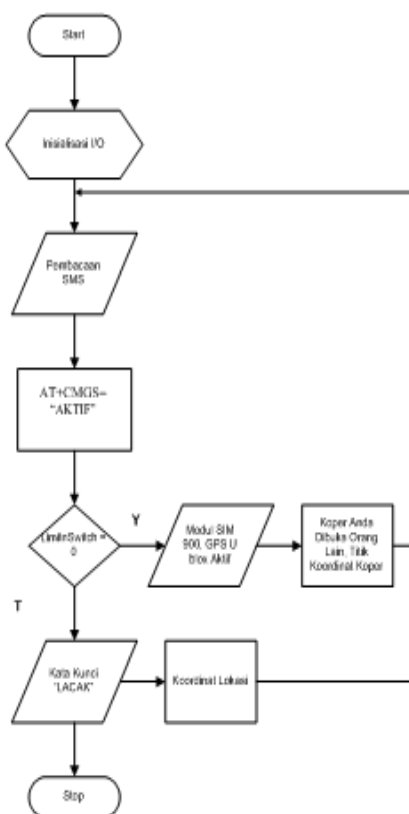 Start
Inisialisasi I/O
Pembacaan
SMS
AT+CMGS=
"AKTIF"
LimitnSwitch =
0
Y
Modul SIM
900, GPS U
blox Aktif
Koper Anda
Dibuka Orang
Lain, Titik
Koordinat Koper
T
Kata Kunci
"LACAK"
Koordinat Lokasi
Stop